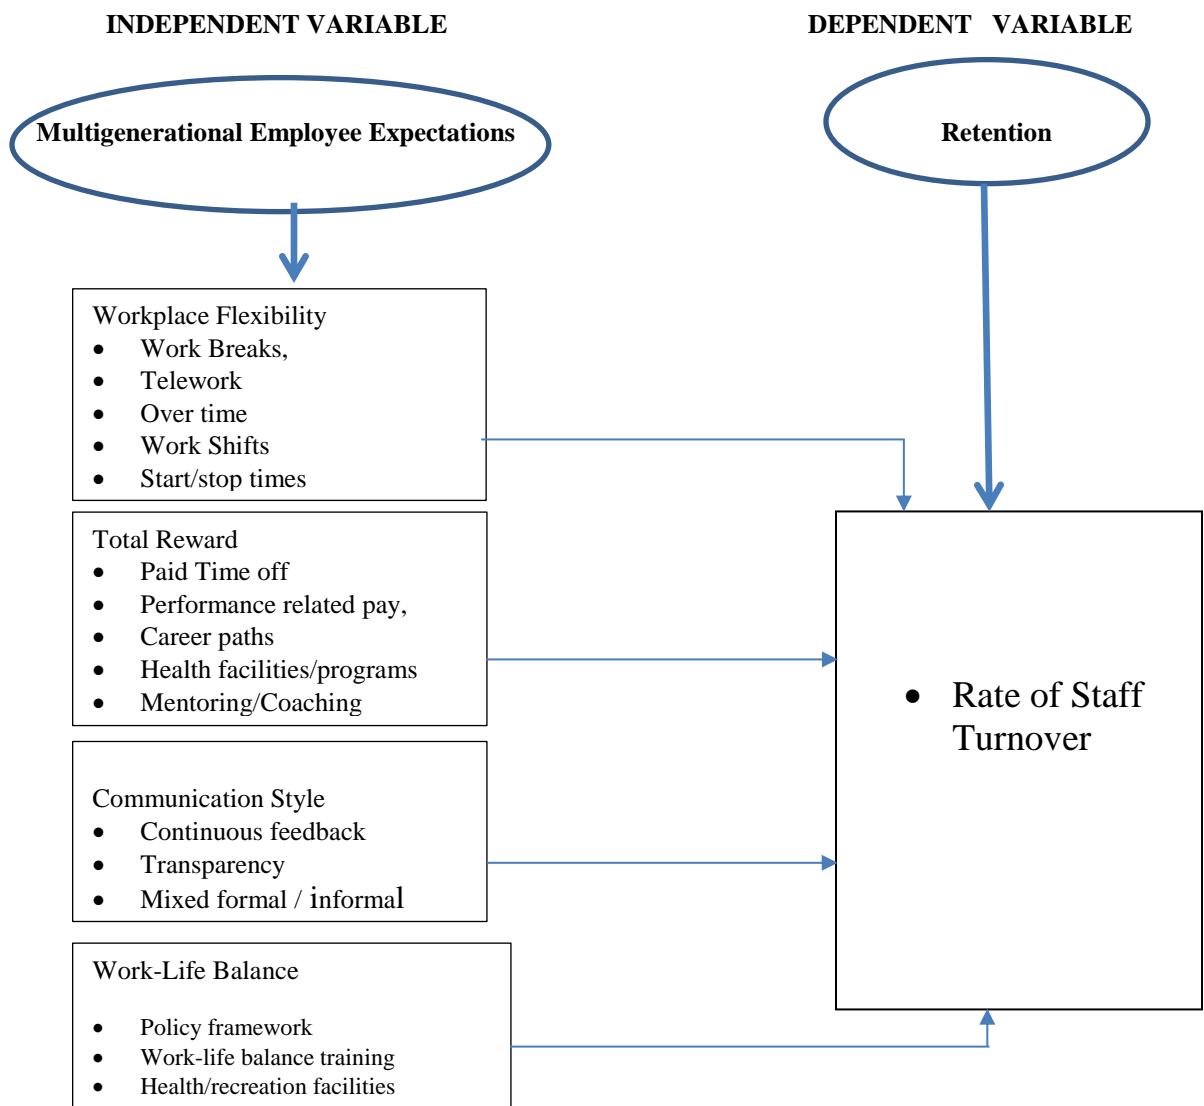 INDEPENDENT VARIABLE
DEPENDENT VARIABLE
Multigenerational Employee Expectations
Retention
Workplace Flexibility
• Work Breaks,
• Telework
• Over time
• Work Shifts
• Start/stop times
Total Reward
• Paid Time off
• Performance related pay,
• Career paths
• Health facilities/programs
• Mentoring/Coaching
Communication Style
• Continuous feedback
• Transparency
• Mixed formal / informal
Work-Life Balance
• Policy framework
• Work-life balance training
• Health/recreation facilities
• Rate of Staff
Turnover